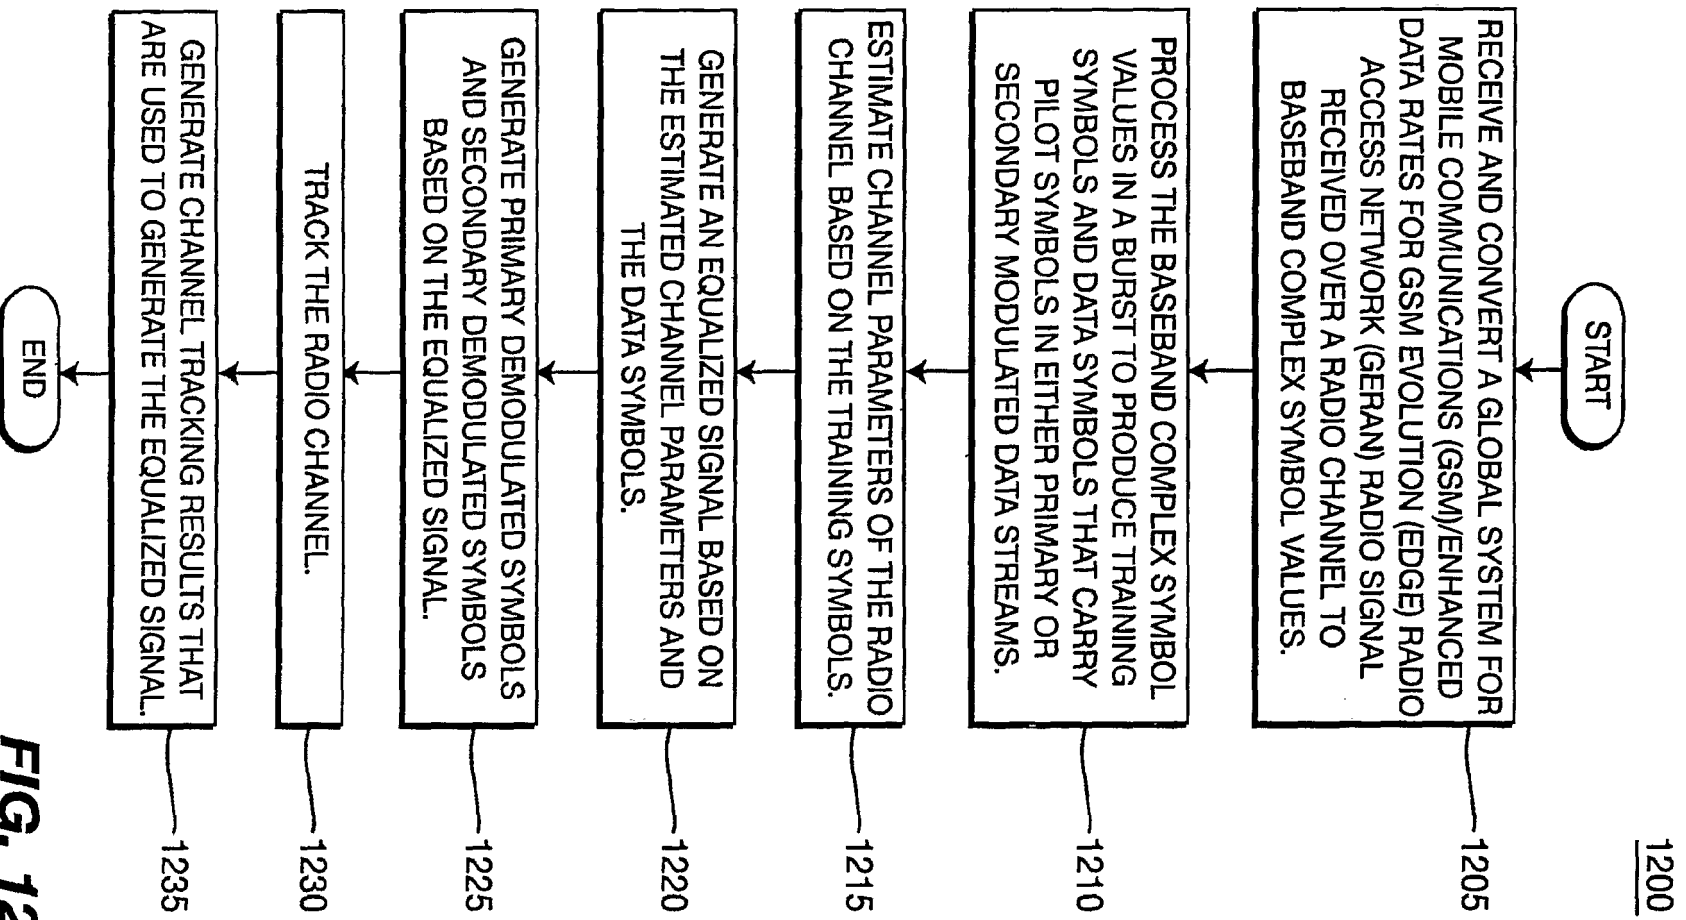 1200
START
RECEIVE AND CONVERT A GLOBAL SYSTEM FOR
MOBILE COMMUNICATIONS (GSM)/ENHANCED
DATA RATES FOR GSM EVOLUTION (EDGE) RADIO
ACCESS NETWORK (GERAN) RADIO SIGNAL
RECEIVED OVER A RADIO CHANNEL TO
BASEBAND COMPLEX SYMBOL VALUES.
1205
PROCESS THE BASEBAND COMPLEX SYMBOL
VALUES IN A BURST TO PRODUCE TRAINING
SYMBOLS AND DATA SYMBOLS THAT CARRY
PILOT SYMBOLS IN EITHER PRIMARY OR
SECONDARY MODULATED DATA STREAMS.
1210
ESTIMATE CHANNEL PARAMETERS OF THE RADIO
CHANNEL BASED ON THE TRAINING SYMBOLS.
1215
GENERATE AN EQUALIZED SIGNAL BASED ON
THE ESTIMATED CHANNEL PARAMETERS AND
THE DATA SYMBOLS.
1220
GENERATE PRIMARY DEMODULATED SYMBOLS
AND SECONDARY DEMODULATED SYMBOLS
BASED ON THE EQUALIZED SIGNAL.
1225
TRACK THE RADIO CHANNEL.
1230
GENERATE CHANNEL TRACKING RESULTS THAT
ARE USED TO GENERATE THE EQUALIZED SIGNAL.
1235
END
FIG. 12